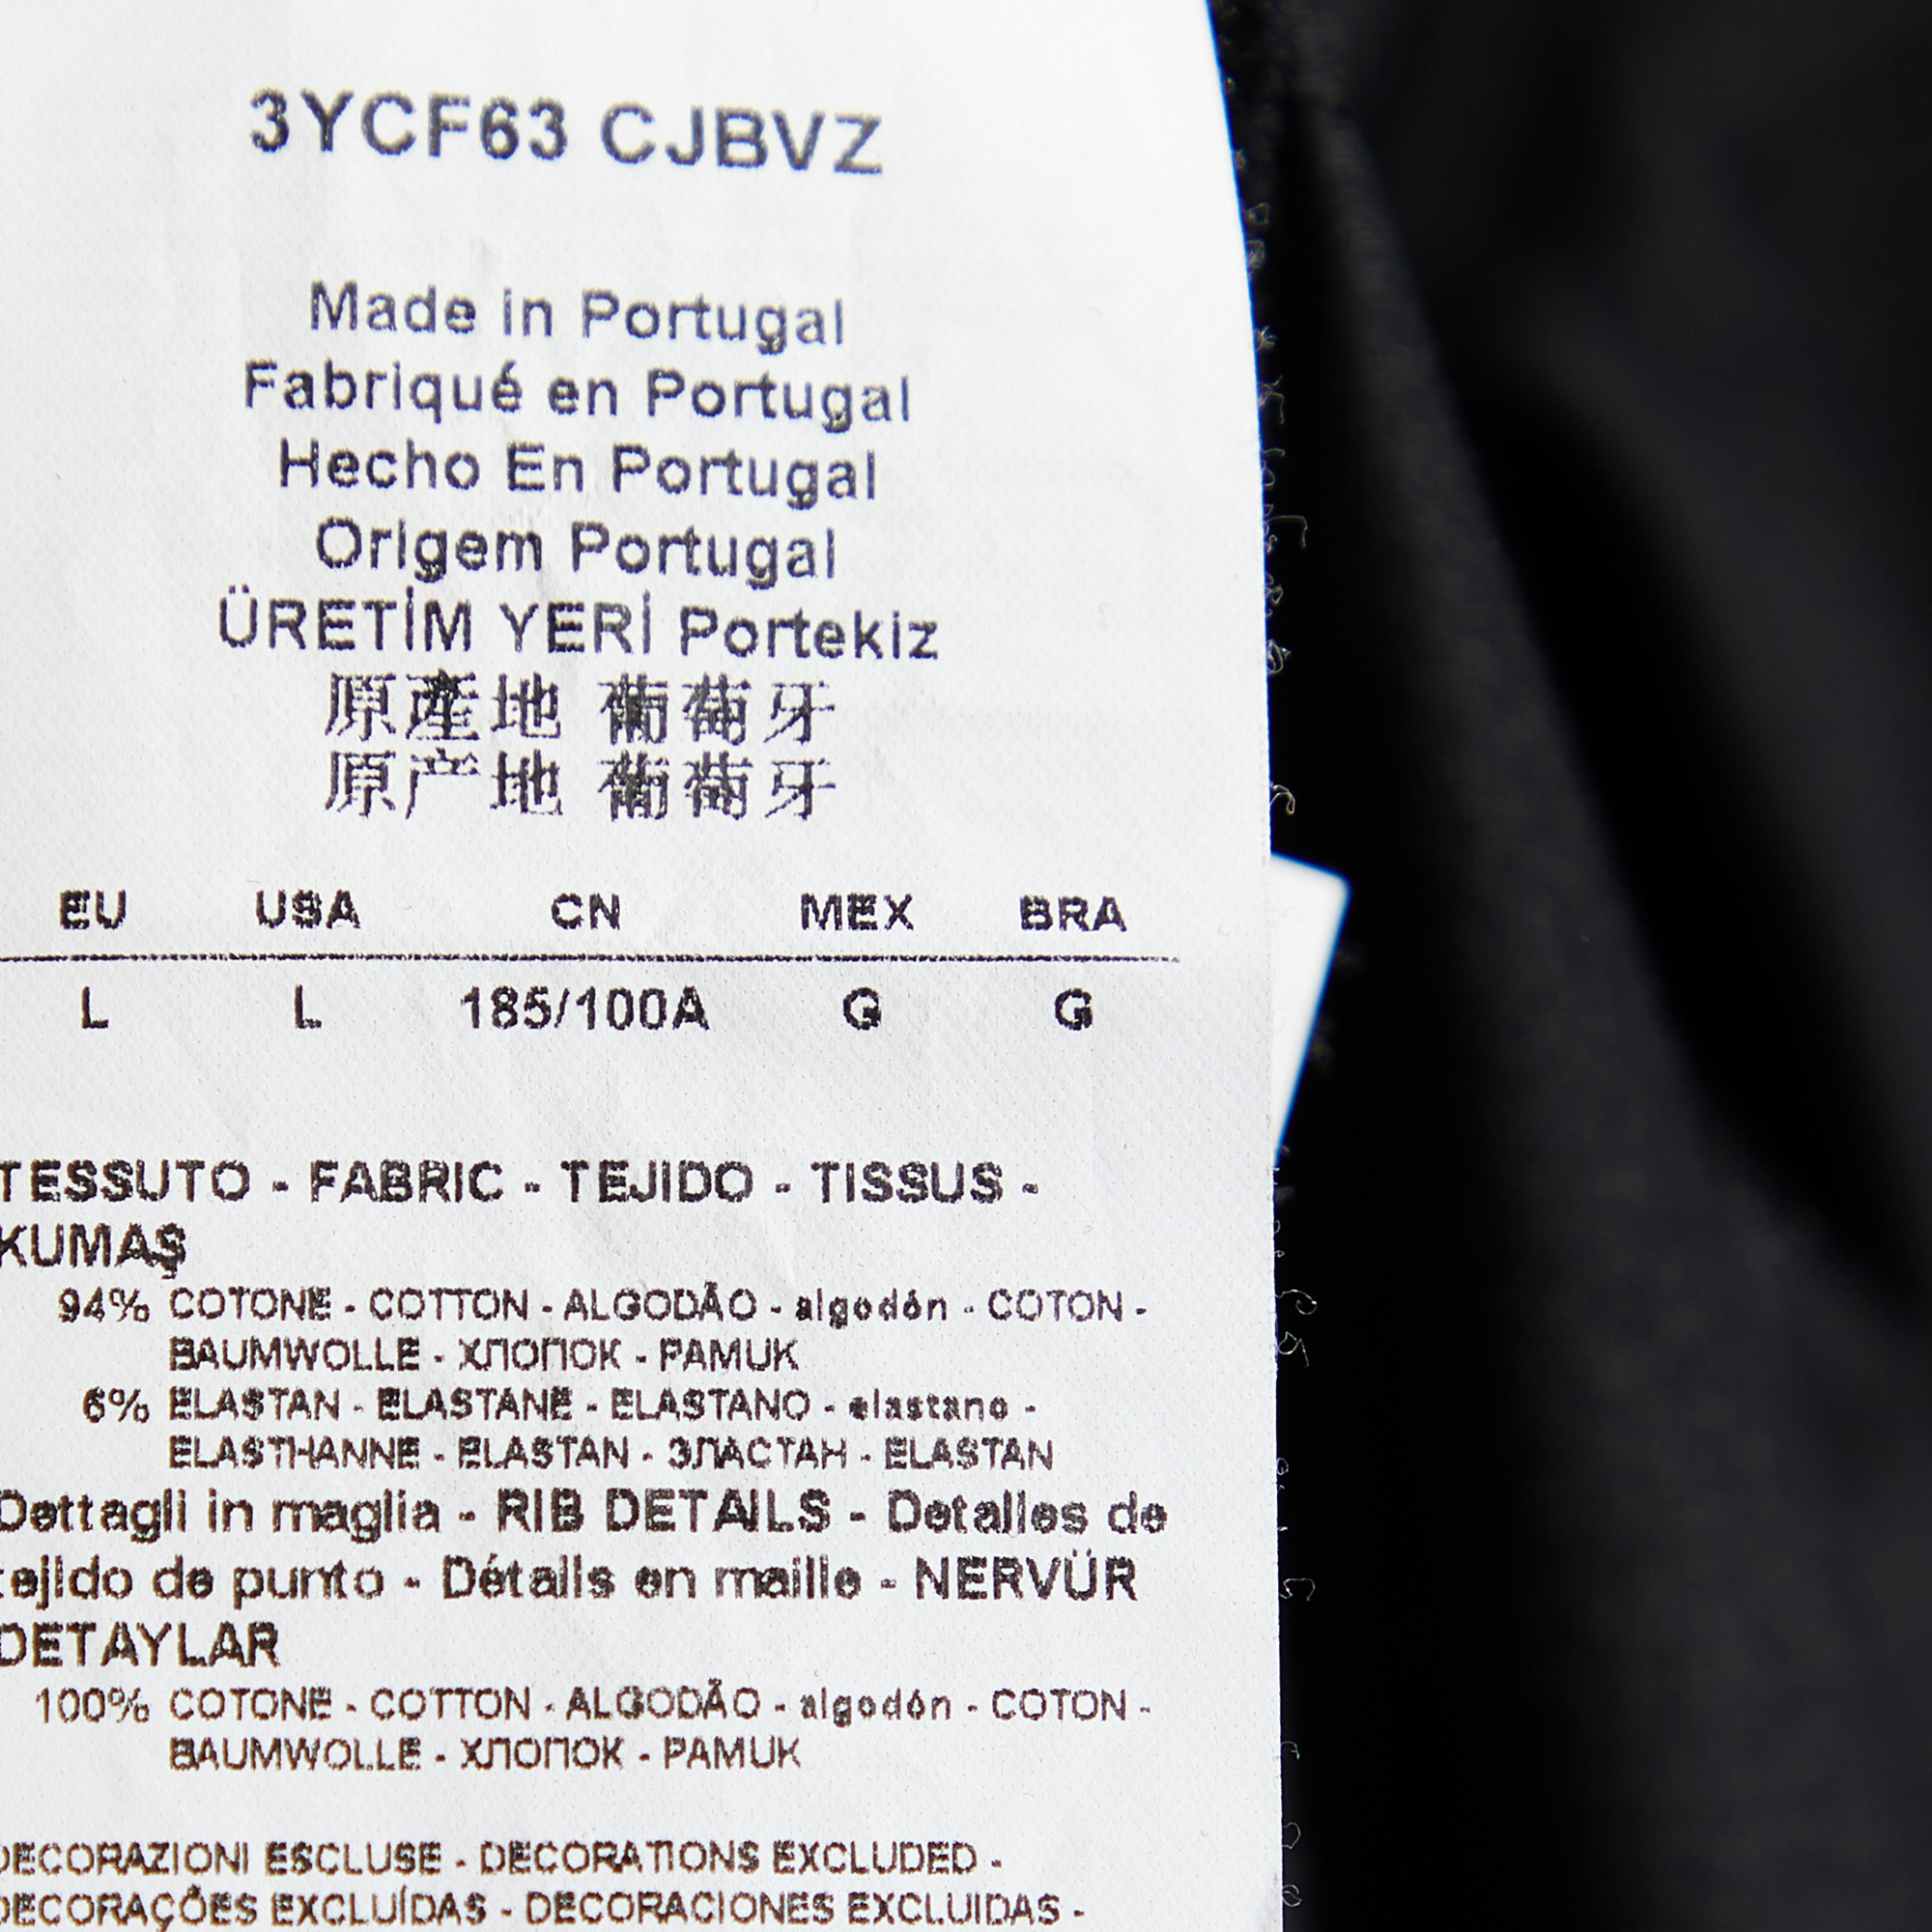 3YCF63 CJBVZ
Made in Portugal
Fabriqué en Portugal
Hecho En Portugal
Origem Portugal
ÜRETİM YERİ Portekiz
原產地 葡萄牙
原产地 葡萄牙
EU USA CN MEX BRA
L L 185/100A G G
TESSUTO - FABRIC - TEJIDO - TISSUS -
KUMAŞ
94% COTONE - COTTON - ALGODÃO - algodón - COTON -
BAUMWOLLE - ХЛОПОК - PAMUK
6% ELASTAN - ELASTANE - ELASTANO - elastano -
ELASTHANNE - ELASTAN - ЭЛАСТАН - ELASTAN
Dettagli in maglia - RIB DETAILS - Detalles de
tejido de punto - Détails en maille - NERVÜR
DETAYLAR
100% COTONE - COTTON - ALGODÃO - algodón - COTON -
BAUMWOLLE - ХЛОПОК - PAMUK
DECORAZIONI ESCLUSE - DECORATIONS EXCLUDED -
DECORAÇÕES EXCLUÍDAS - DECORACIONES EXCLUIDAS -